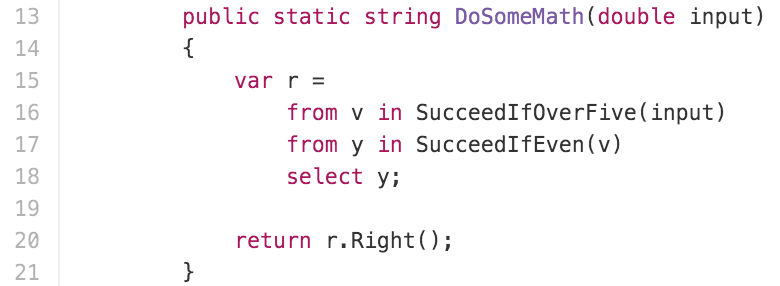 13 public static string DoSomeMath(double input)
14 {
15 var r =
16 from v in SucceedIfOverFive(input)
17 from y in SucceedIfEven(v)
18 select y;
19
20 return r.Right();
21 }